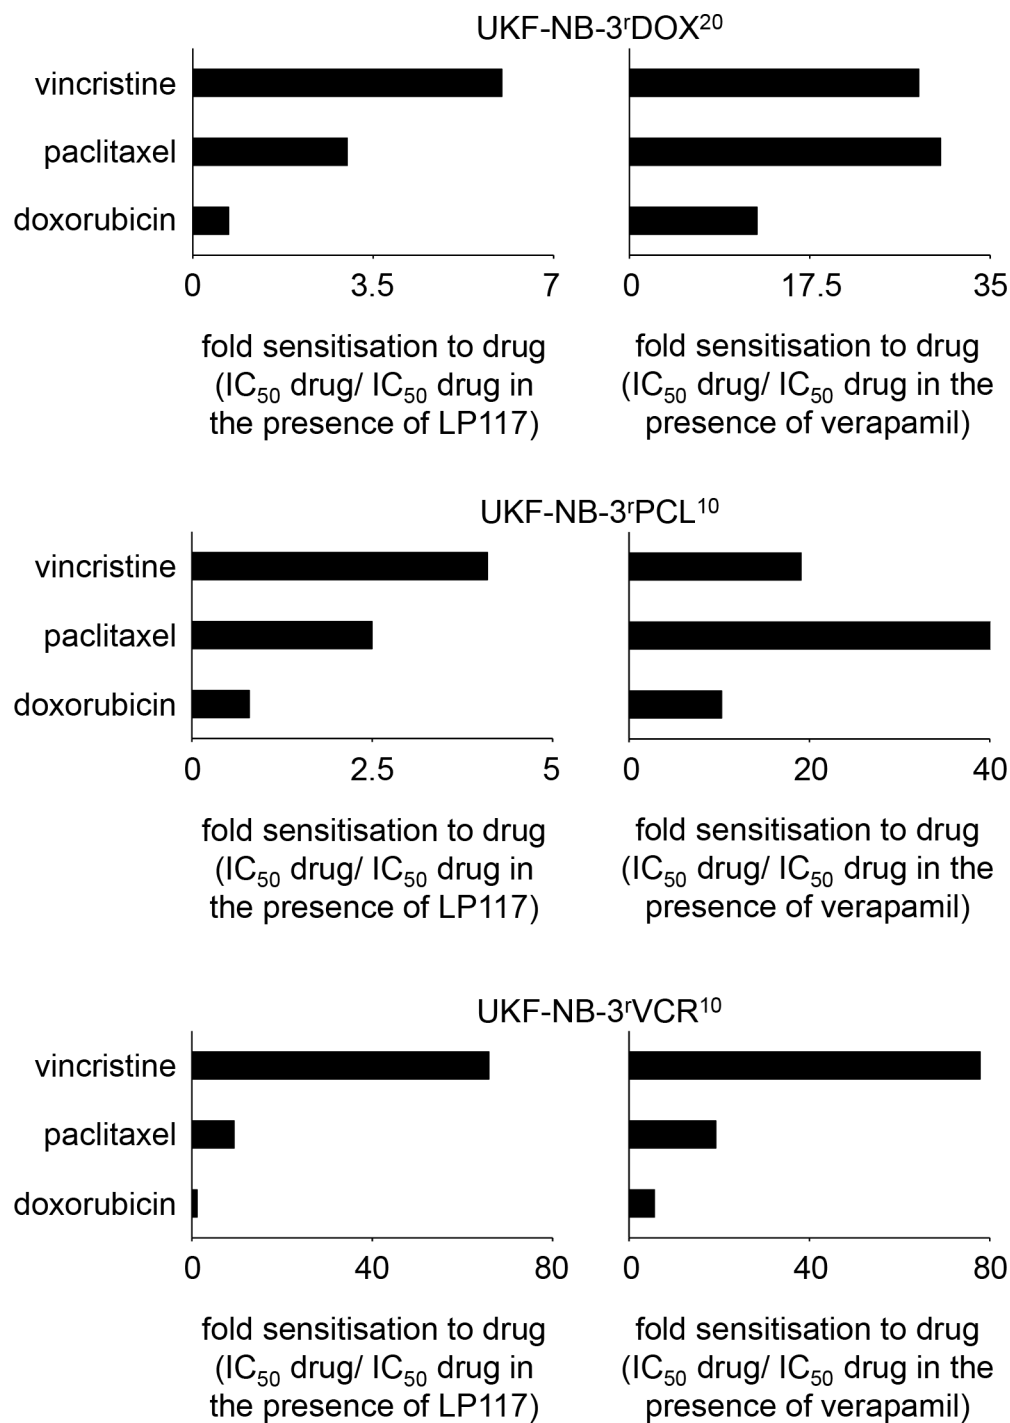 UKF-NB-3ʳDOX²⁰
vincristine
paclitaxel
doxorubicin
0 3.5 7
0 17.5 35
fold sensitisation to drug
(IC₅₀ drug/ IC₅₀ drug in
the presence of LP117)
fold sensitisation to drug
(IC₅₀ drug/ IC₅₀ drug in the
presence of verapamil)
UKF-NB-3ʳPCL¹⁰
vincristine
paclitaxel
doxorubicin
0 2.5 5
0 20 40
fold sensitisation to drug
(IC₅₀ drug/ IC₅₀ drug in
the presence of LP117)
fold sensitisation to drug
(IC₅₀ drug/ IC₅₀ drug in the
presence of verapamil)
UKF-NB-3ʳVCR¹⁰
vincristine
paclitaxel
doxorubicin
0 40 80
0 40 80
fold sensitisation to drug
(IC₅₀ drug/ IC₅₀ drug in
the presence of LP117)
fold sensitisation to drug
(IC₅₀ drug/ IC₅₀ drug in the
presence of verapamil)